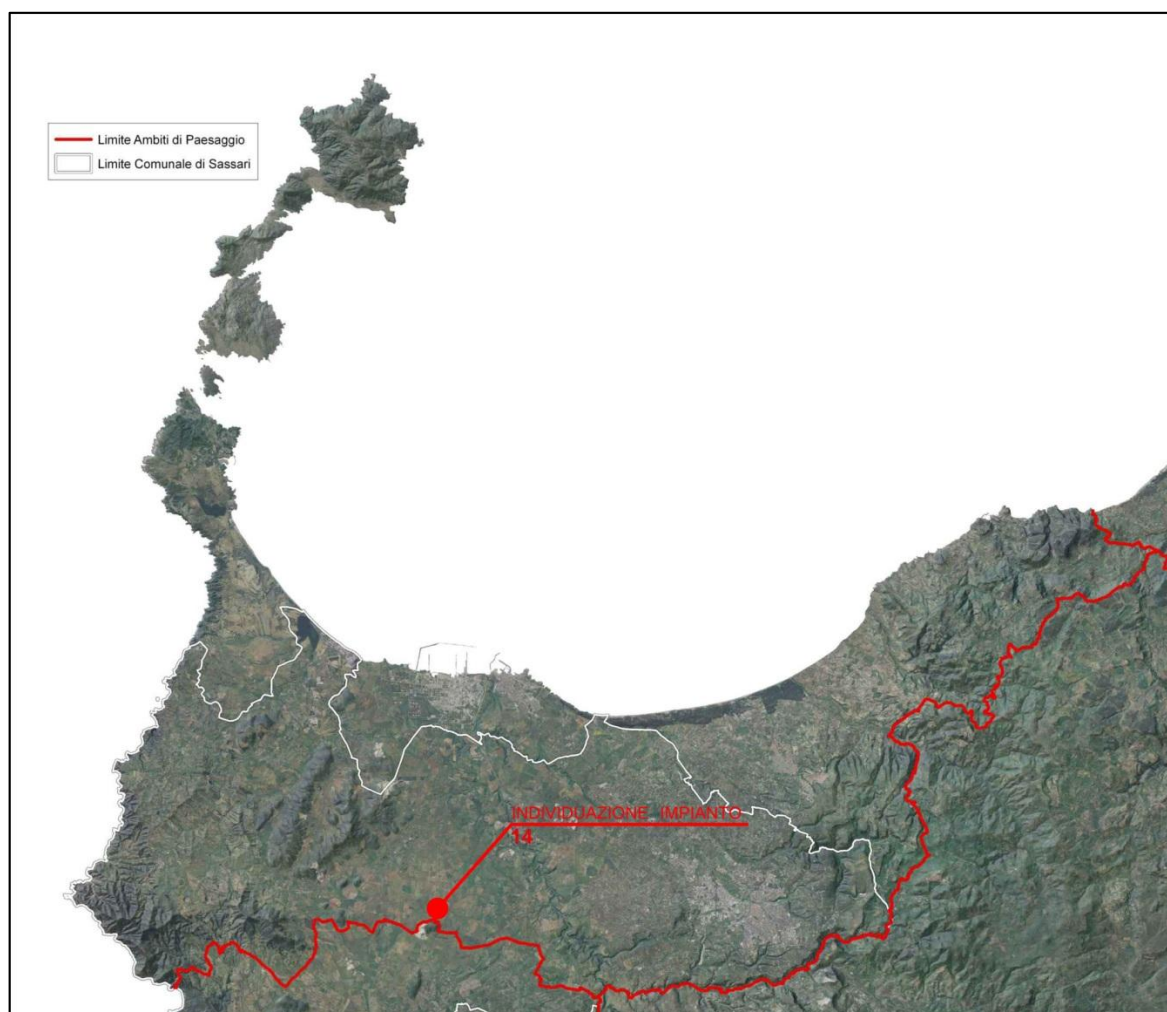 Limite Ambiti di Paesaggio
Limite Comunale di Sassari
INDIVIDUAZIONE IMPIANTO
14